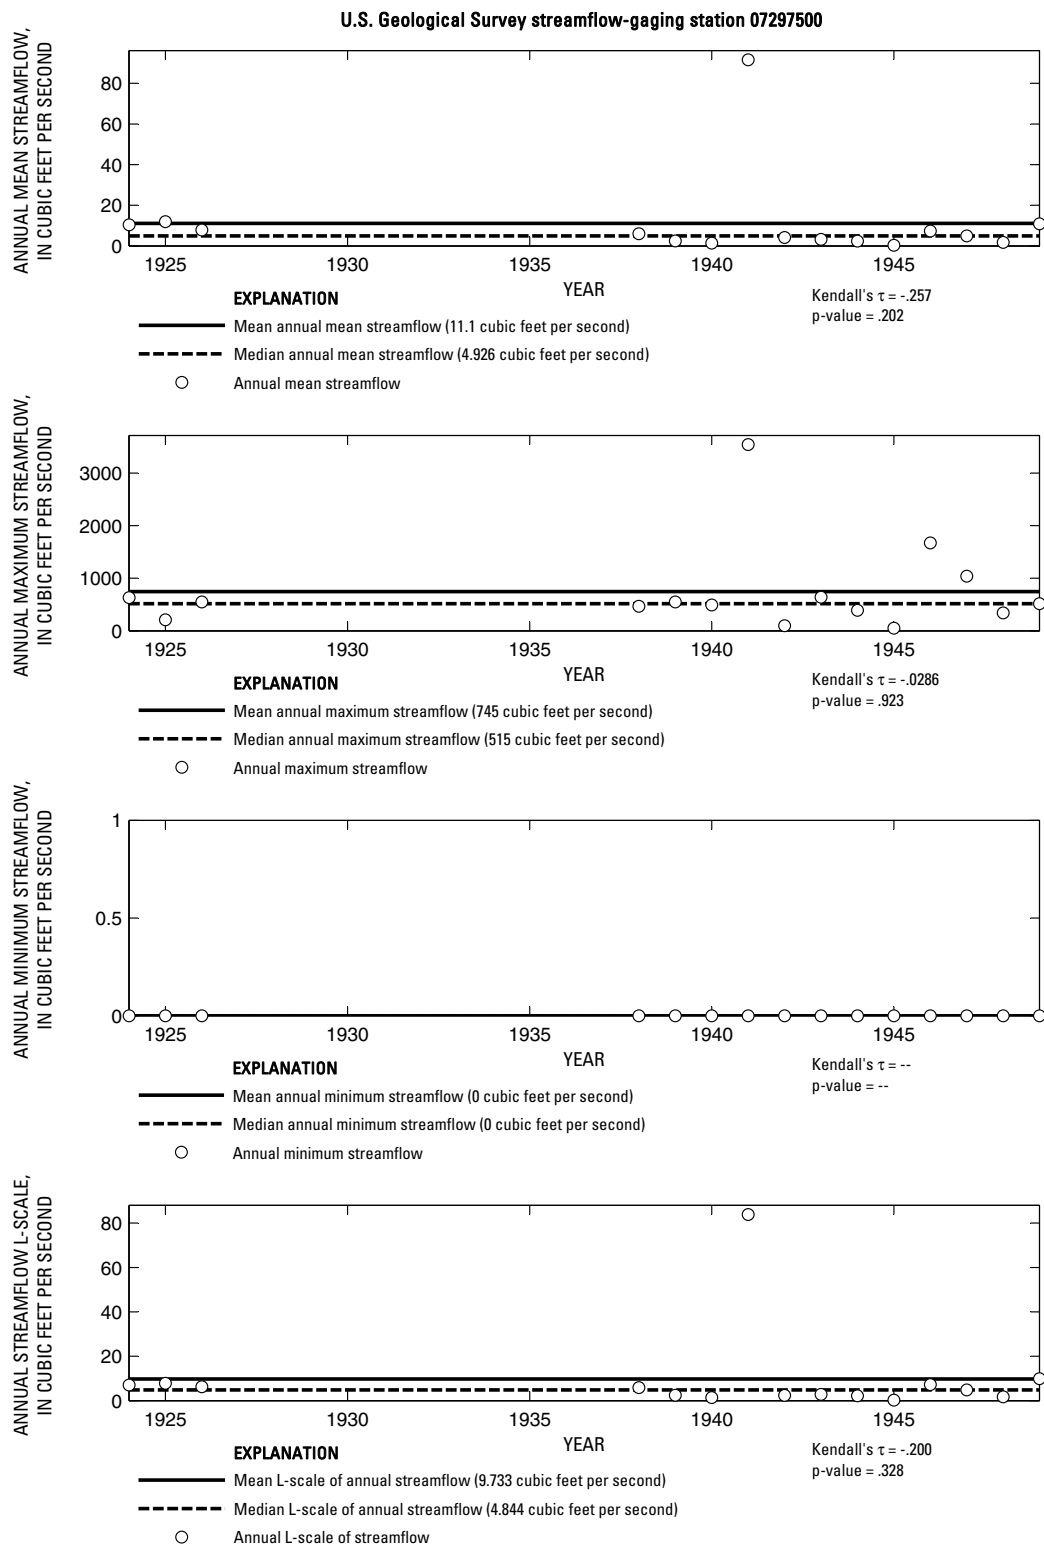 U.S. Geological Survey streamflow-gaging station 07297500
ANNUAL MEAN STREAMFLOW,
IN CUBIC FEET PER SECOND
80
60
40
20
0
1925 1930 1935 1940 1945
YEAR
Kendall's τ = -.257
p-value = .202
EXPLANATION
Mean annual mean streamflow (11.1 cubic feet per second)
Median annual mean streamflow (4.926 cubic feet per second)
Annual mean streamflow
ANNUAL MAXIMUM STREAMFLOW,
IN CUBIC FEET PER SECOND
3000
2000
1000
0
1925 1930 1935 1940 1945
YEAR
Kendall's τ = -.0286
p-value = .923
EXPLANATION
Mean annual maximum streamflow (745 cubic feet per second)
Median annual maximum streamflow (515 cubic feet per second)
Annual maximum streamflow
ANNUAL MINIMUM STREAMFLOW,
IN CUBIC FEET PER SECOND
1
0.5
0
1925 1930 1935 1940 1945
YEAR
Kendall's τ = --
p-value = --
EXPLANATION
Mean annual minimum streamflow (0 cubic feet per second)
Median annual minimum streamflow (0 cubic feet per second)
Annual minimum streamflow
ANNUAL STREAMFLOW L-SCALE,
IN CUBIC FEET PER SECOND
80
60
40
20
0
1925 1930 1935 1940 1945
YEAR
Kendall's τ = -.200
p-value = .328
EXPLANATION
Mean L-scale of annual streamflow (9.733 cubic feet per second)
Median L-scale of annual streamflow (4.844 cubic feet per second)
Annual L-scale of streamflow